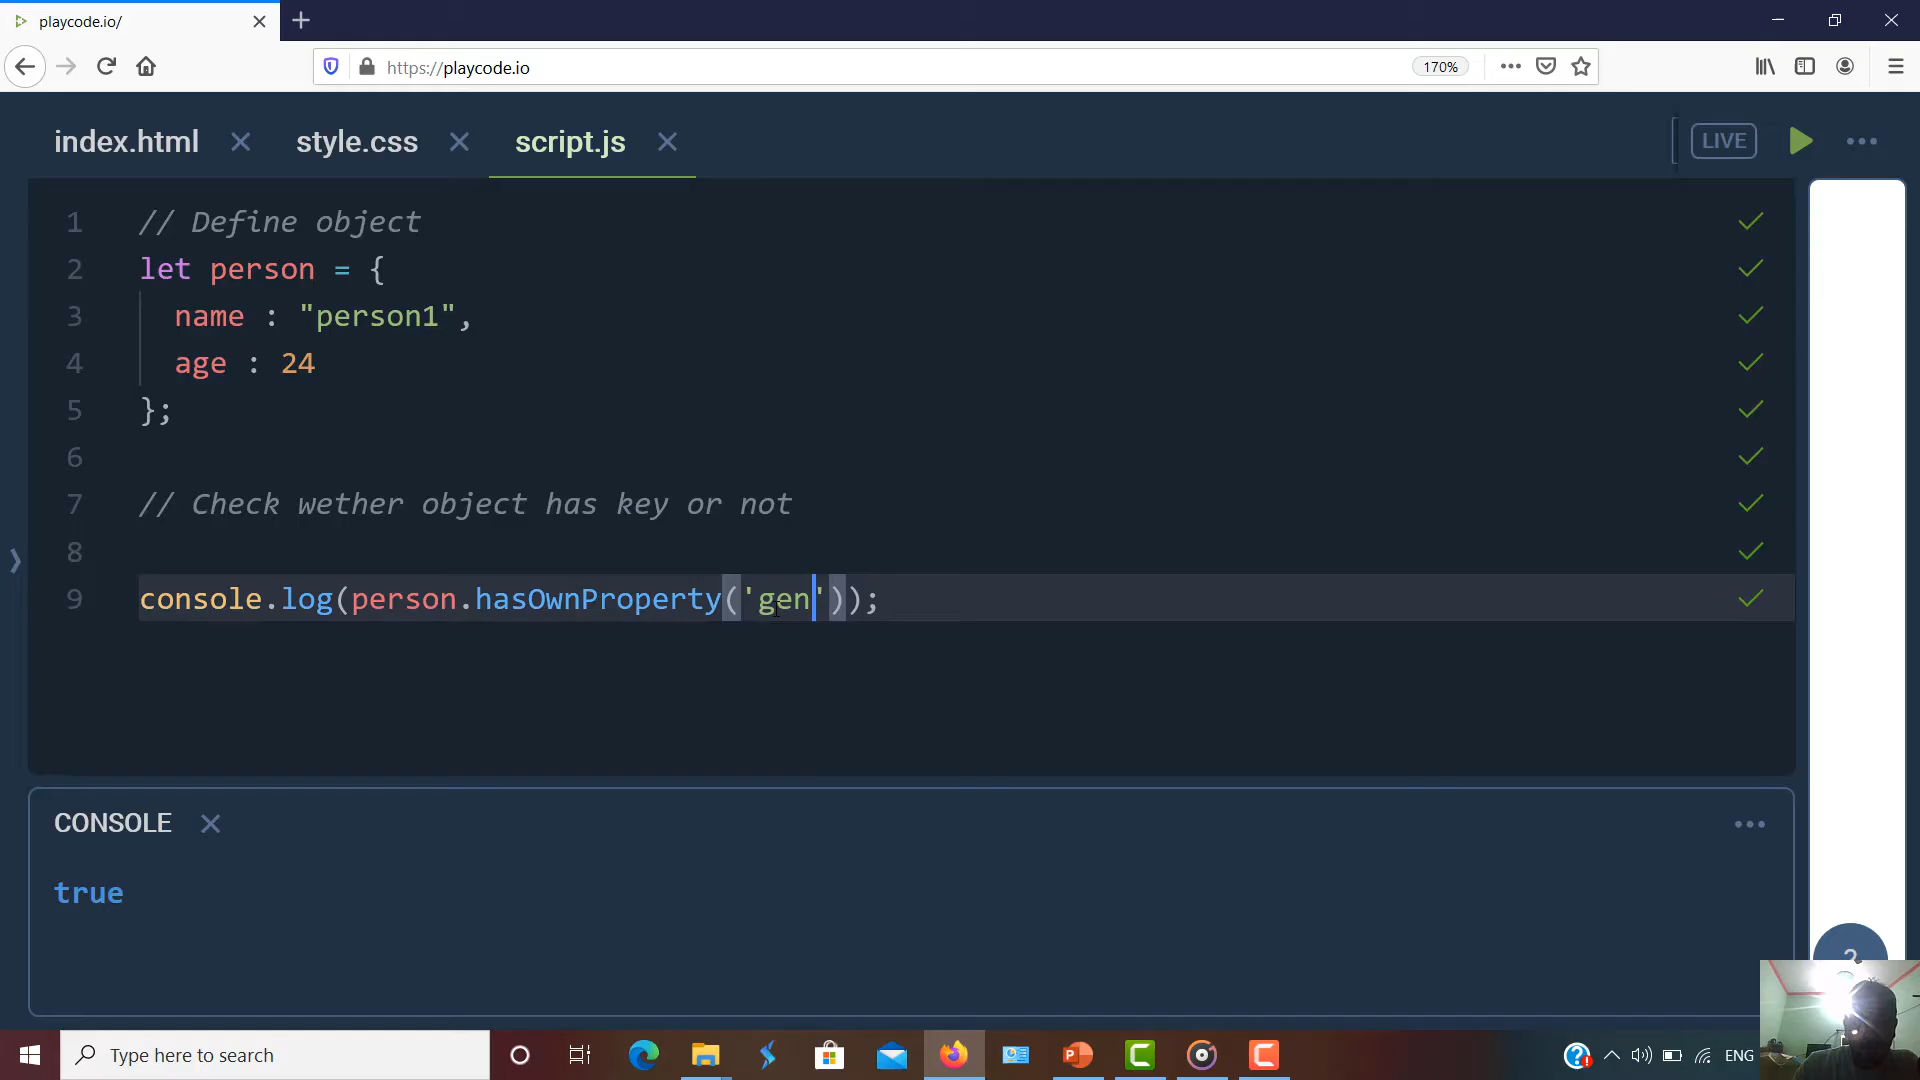 playcode.io/
https://playcode.io
170%
index.html
style.css
script.js
LIVE
1 // Define object
2 let person = {
3 name : "person1",
4 age : 24
5 };
6
7 // Check wether object has key or not
8
9 console.log(person.hasOwnProperty('gen'));
CONSOLE
true
?
Type here to search
ENG